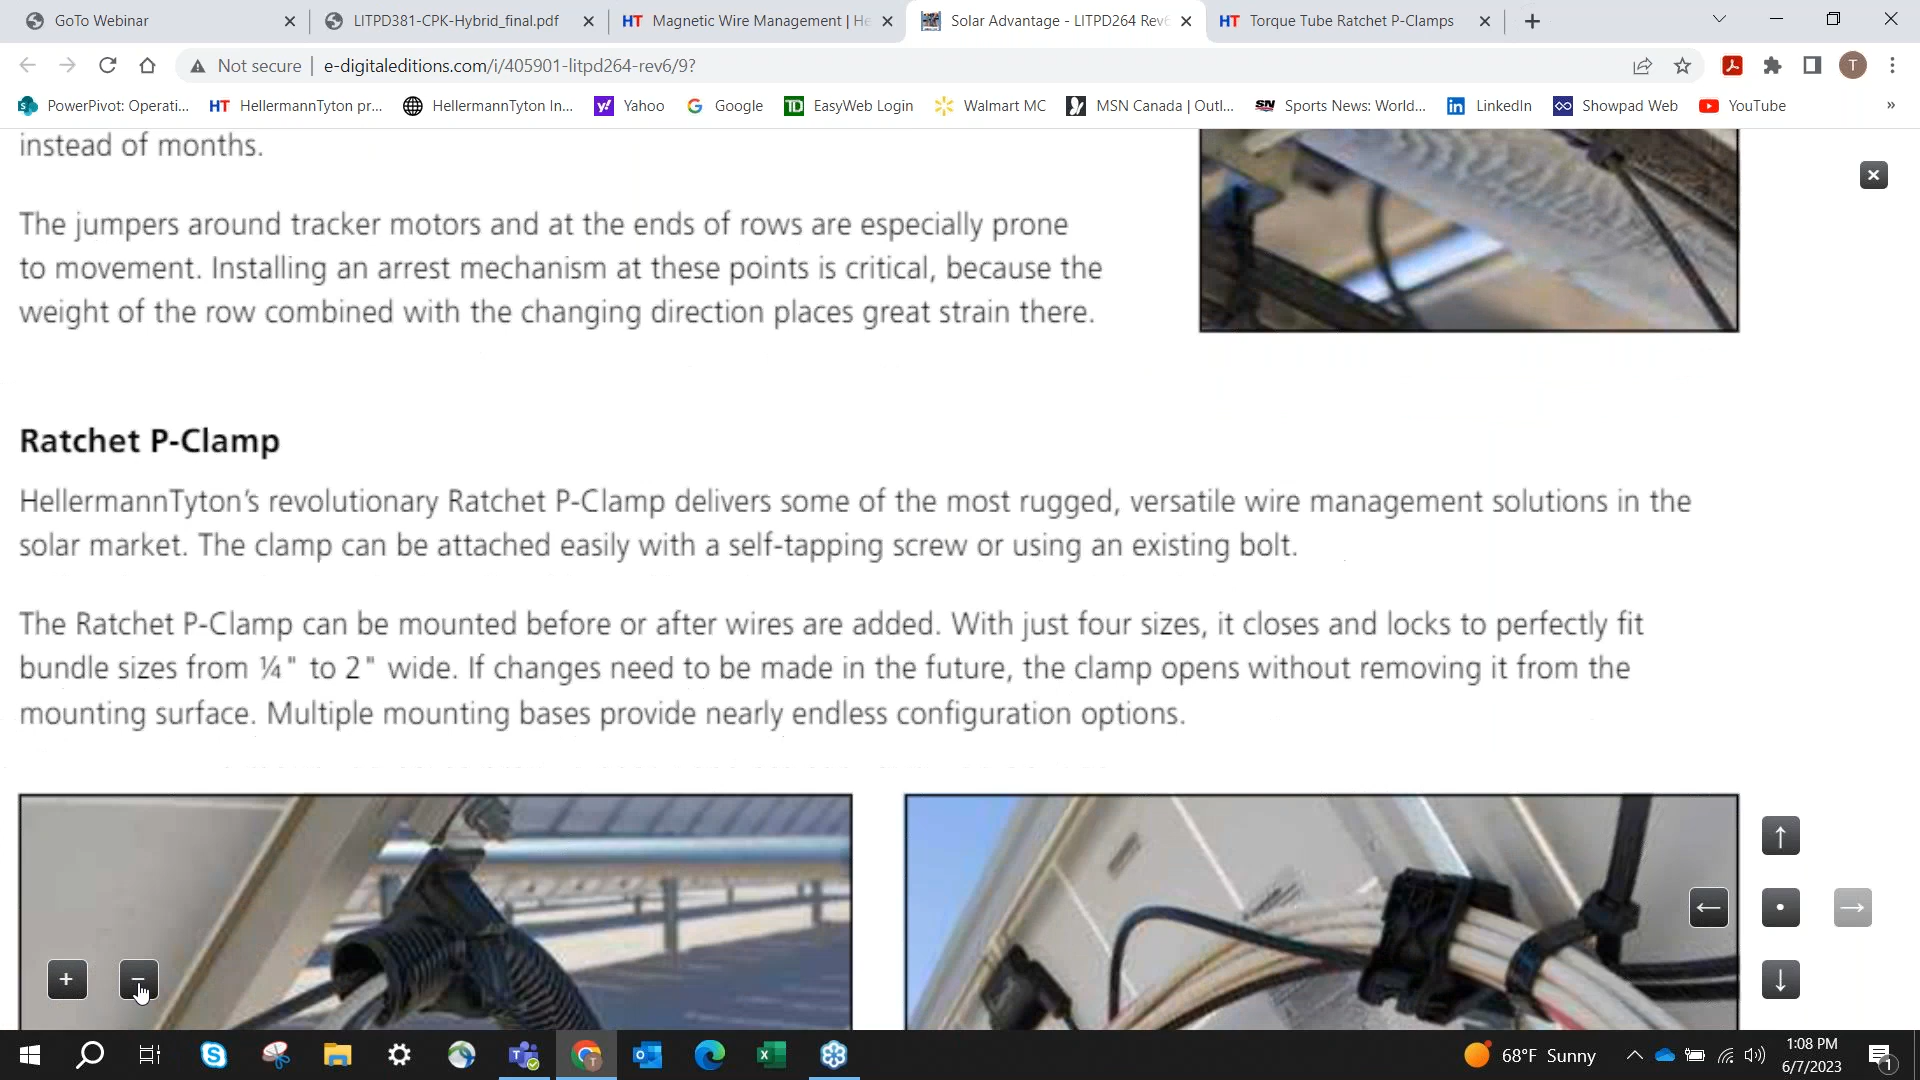 GoTo Webinar
LITPD381-CPK-Hybrid_final.pdf
HT Magnetic Wire Management | He
Solar Advantage - LITPD264 Rev6
HT Torque Tube Ratchet P-Clamps
Not secure | e-digitaleditions.com/i/405901-litpd264-rev6/9?
T
PowerPivot: Operati...
HT HellermannTyton pr...
HellermannTyton In...
Yahoo
Google
TD EasyWeb Login
Walmart MC
MSN Canada | Outl...
SN Sports News: World...
in LinkedIn
Showpad Web
YouTube
»
instead of months.
The jumpers around tracker motors and at the ends of rows are especially prone
to movement. Installing an arrest mechanism at these points is critical, because the
weight of the row combined with the changing direction places great strain there.
Ratchet P-Clamp
HellermannTyton's revolutionary Ratchet P-Clamp delivers some of the most rugged, versatile wire management solutions in the
solar market. The clamp can be attached easily with a self-tapping screw or using an existing bolt.
The Ratchet P-Clamp can be mounted before or after wires are added. With just four sizes, it closes and locks to perfectly fit
bundle sizes from ¼" to 2" wide. If changes need to be made in the future, the clamp opens without removing it from the
mounting surface. Multiple mounting bases provide nearly endless configuration options.
68°F Sunny
1:08 PM
6/7/2023
1